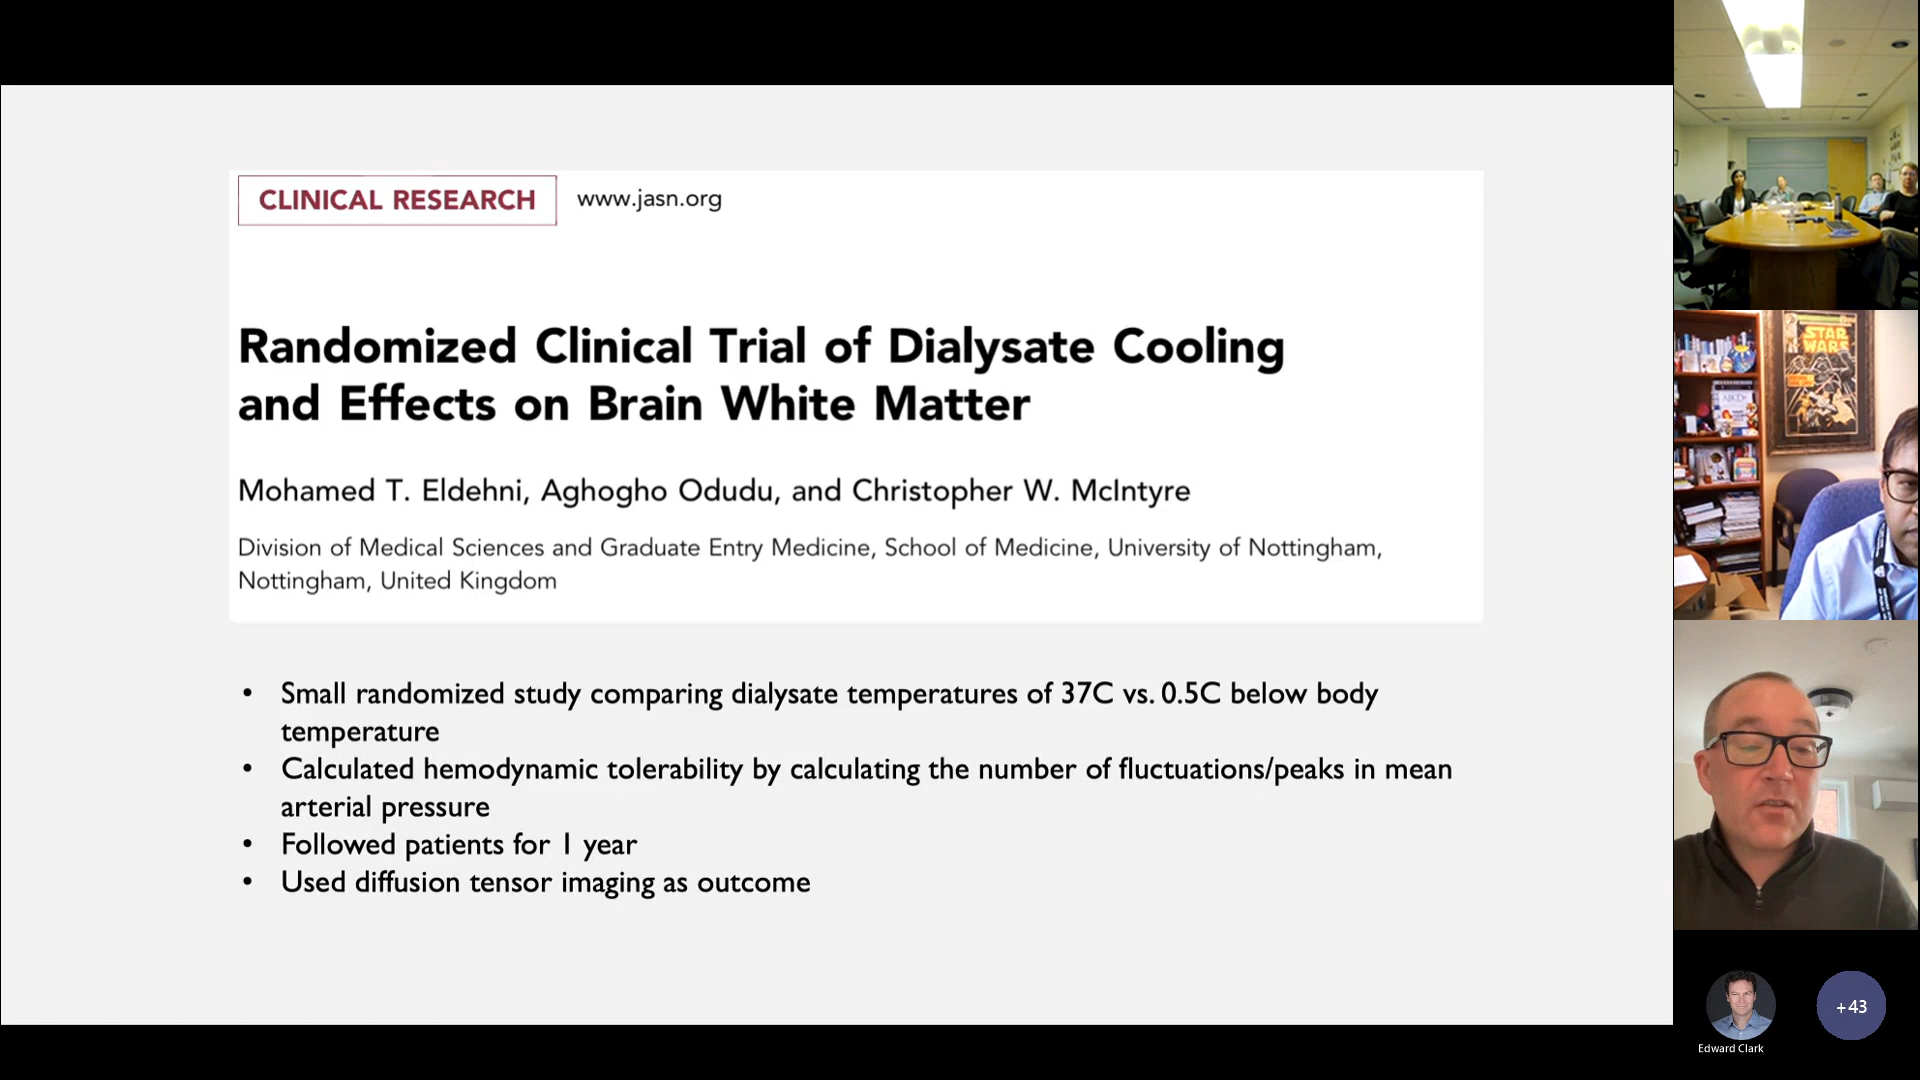 CLINICAL RESEARCH www.jasn.org
Randomized Clinical Trial of Dialysate Cooling
and Effects on Brain White Matter
Mohamed T. Eldehni, Aghogho Odudu, and Christopher W. McIntyre
Division of Medical Sciences and Graduate Entry Medicine, School of Medicine, University of Nottingham,
Nottingham, United Kingdom
• Small randomized study comparing dialysate temperatures of 37C vs. 0.5C below body
temperature
• Calculated hemodynamic tolerability by calculating the number of fluctuations/peaks in mean
arterial pressure
• Followed patients for 1 year
• Used diffusion tensor imaging as outcome
STAR
WARS
AJKD
+43
Edward Clark